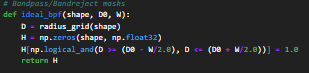 # Bandpass/Bandreject masks
def ideal_bpf(shape, D0, W):
    D = radius_grid(shape)
    H = np.zeros(shape, np.float32)
    H[np.logical_and(D >= (D0 - W/2.0), D <= (D0 + W/2.0))] = 1.0
    return H